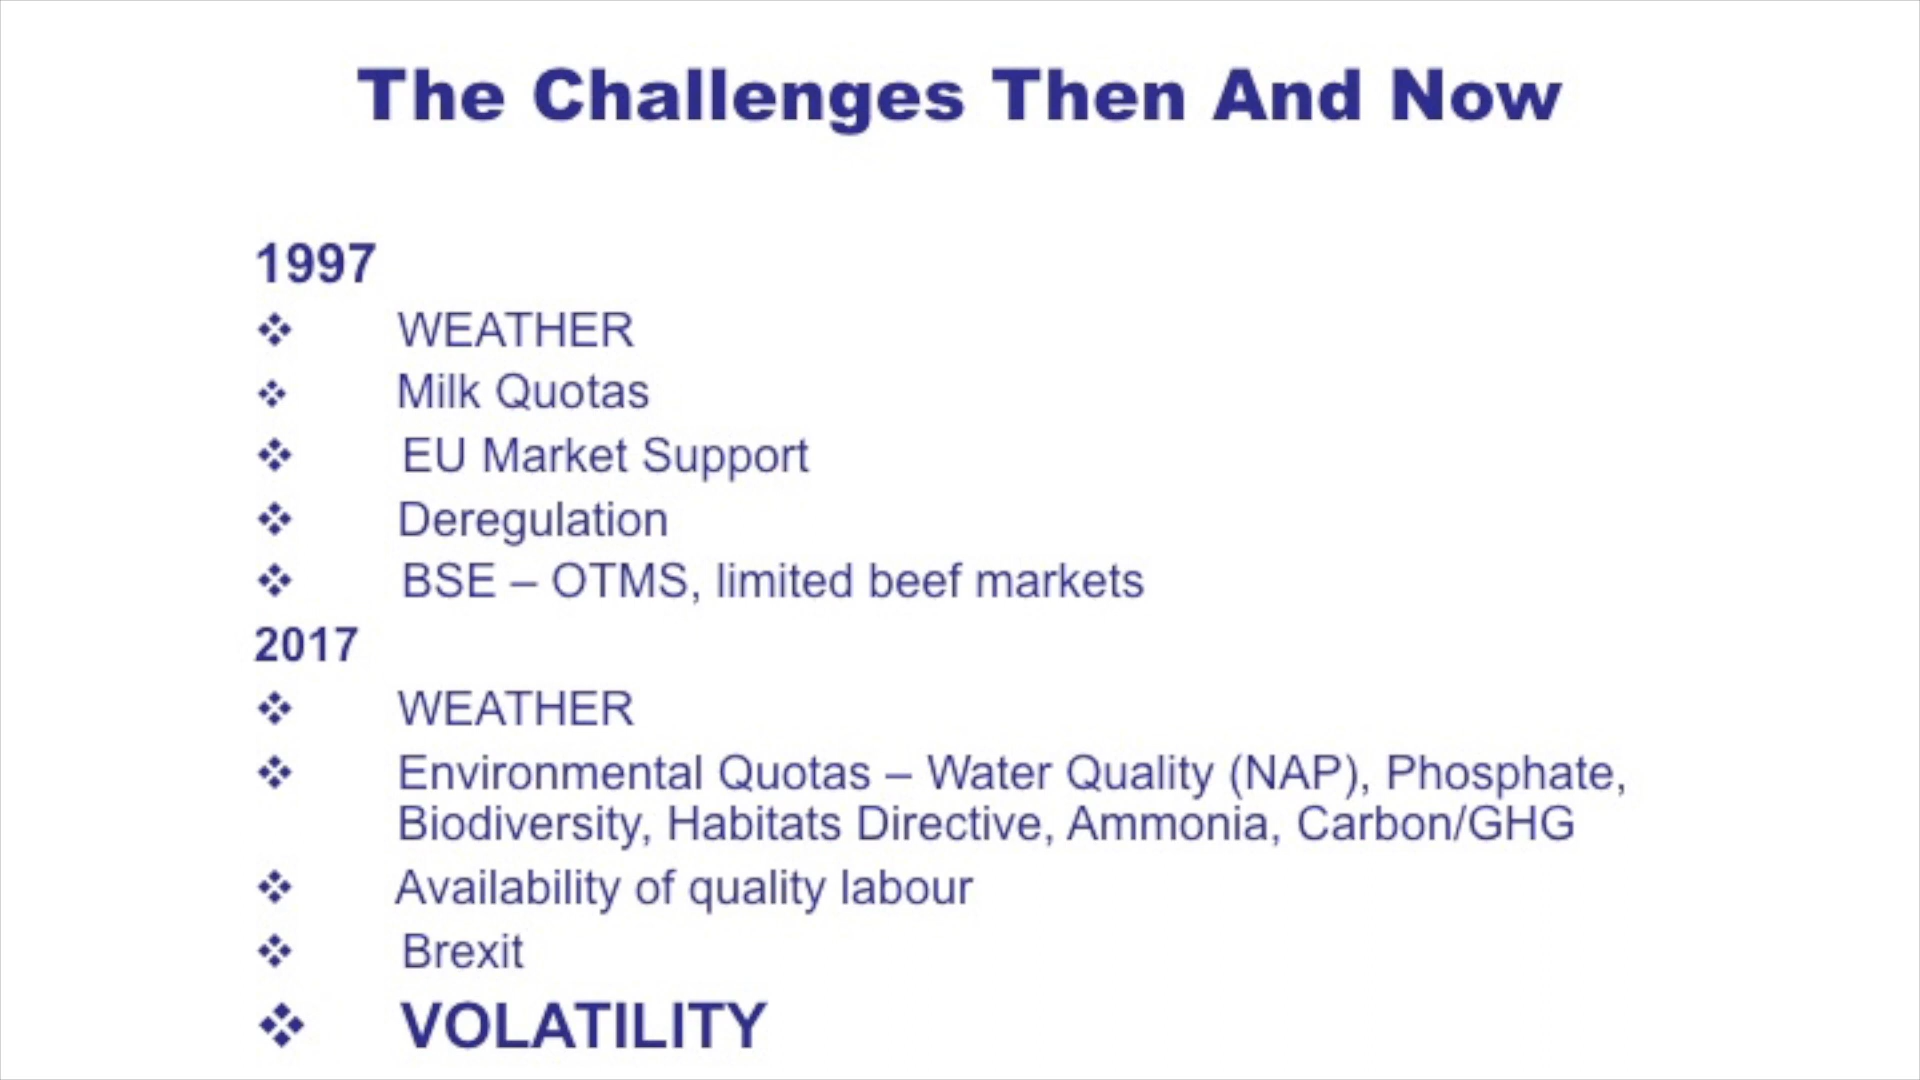 The Challenges Then And Now
1997
❖ WEATHER
❖ Milk Quotas
❖ EU Market Support
❖ Deregulation
❖ BSE – OTMS, limited beef markets
2017
❖ WEATHER
❖ Environmental Quotas – Water Quality (NAP), Phosphate,
Biodiversity, Habitats Directive, Ammonia, Carbon/GHG
❖ Availability of quality labour
❖ Brexit
❖ VOLATILITY